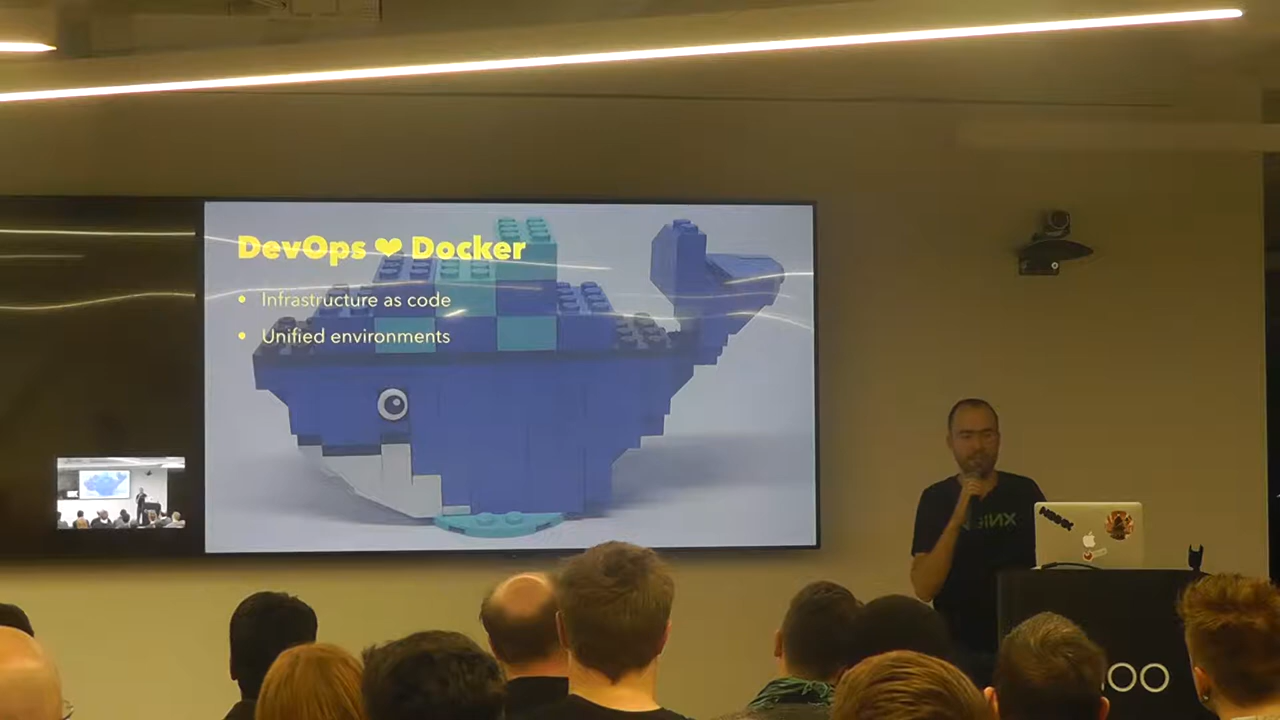 DevOps ❤ Docker
• Infrastructure as code
• Unified environments